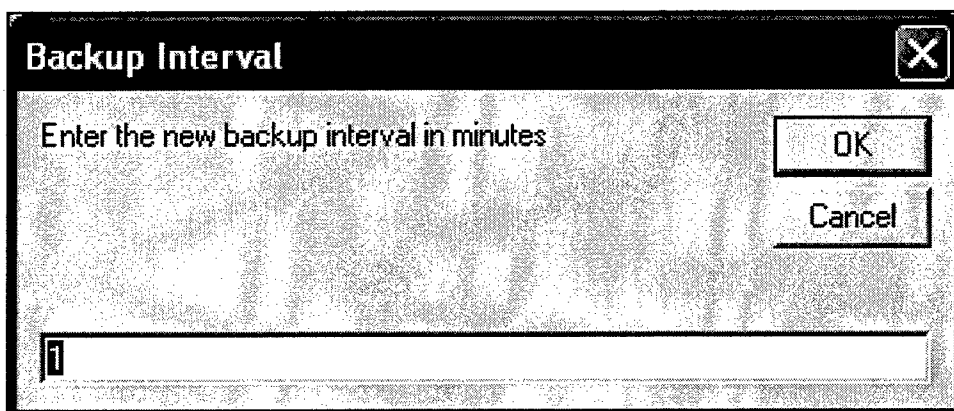 Backup Interval
Enter the new backup interval in minutes
OK
Cancel
1